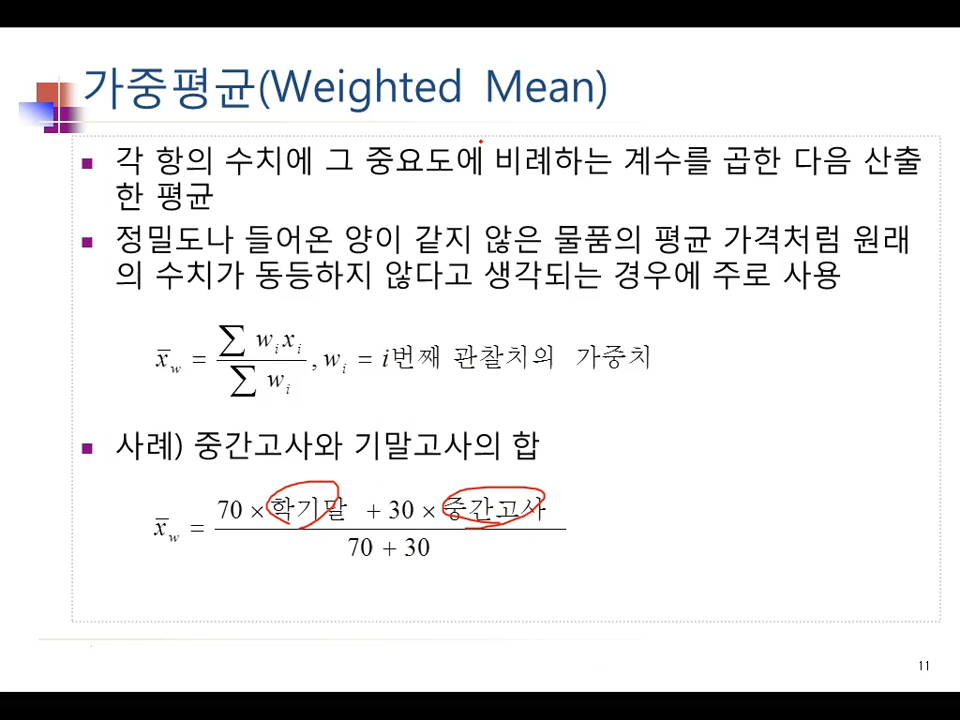 가중평균(Weighted Mean)
각 항의 수치에 그 중요도에 비례하는 계수를 곱한 다음 산출
한 평균
정밀도나 들어온 양이 같지 않은 물품의 평균 가격처럼 원래
의 수치가 동등하지 않다고 생각되는 경우에 주로 사용
x̄_w = ∑ w_i x_i / ∑ w_i , w_i = i번째 관찰치의 가중치
사례) 중간고사와 기말고사의 합
x̄_w = 70 × 학기말 + 30 × 중간고사 / 70 + 30
11